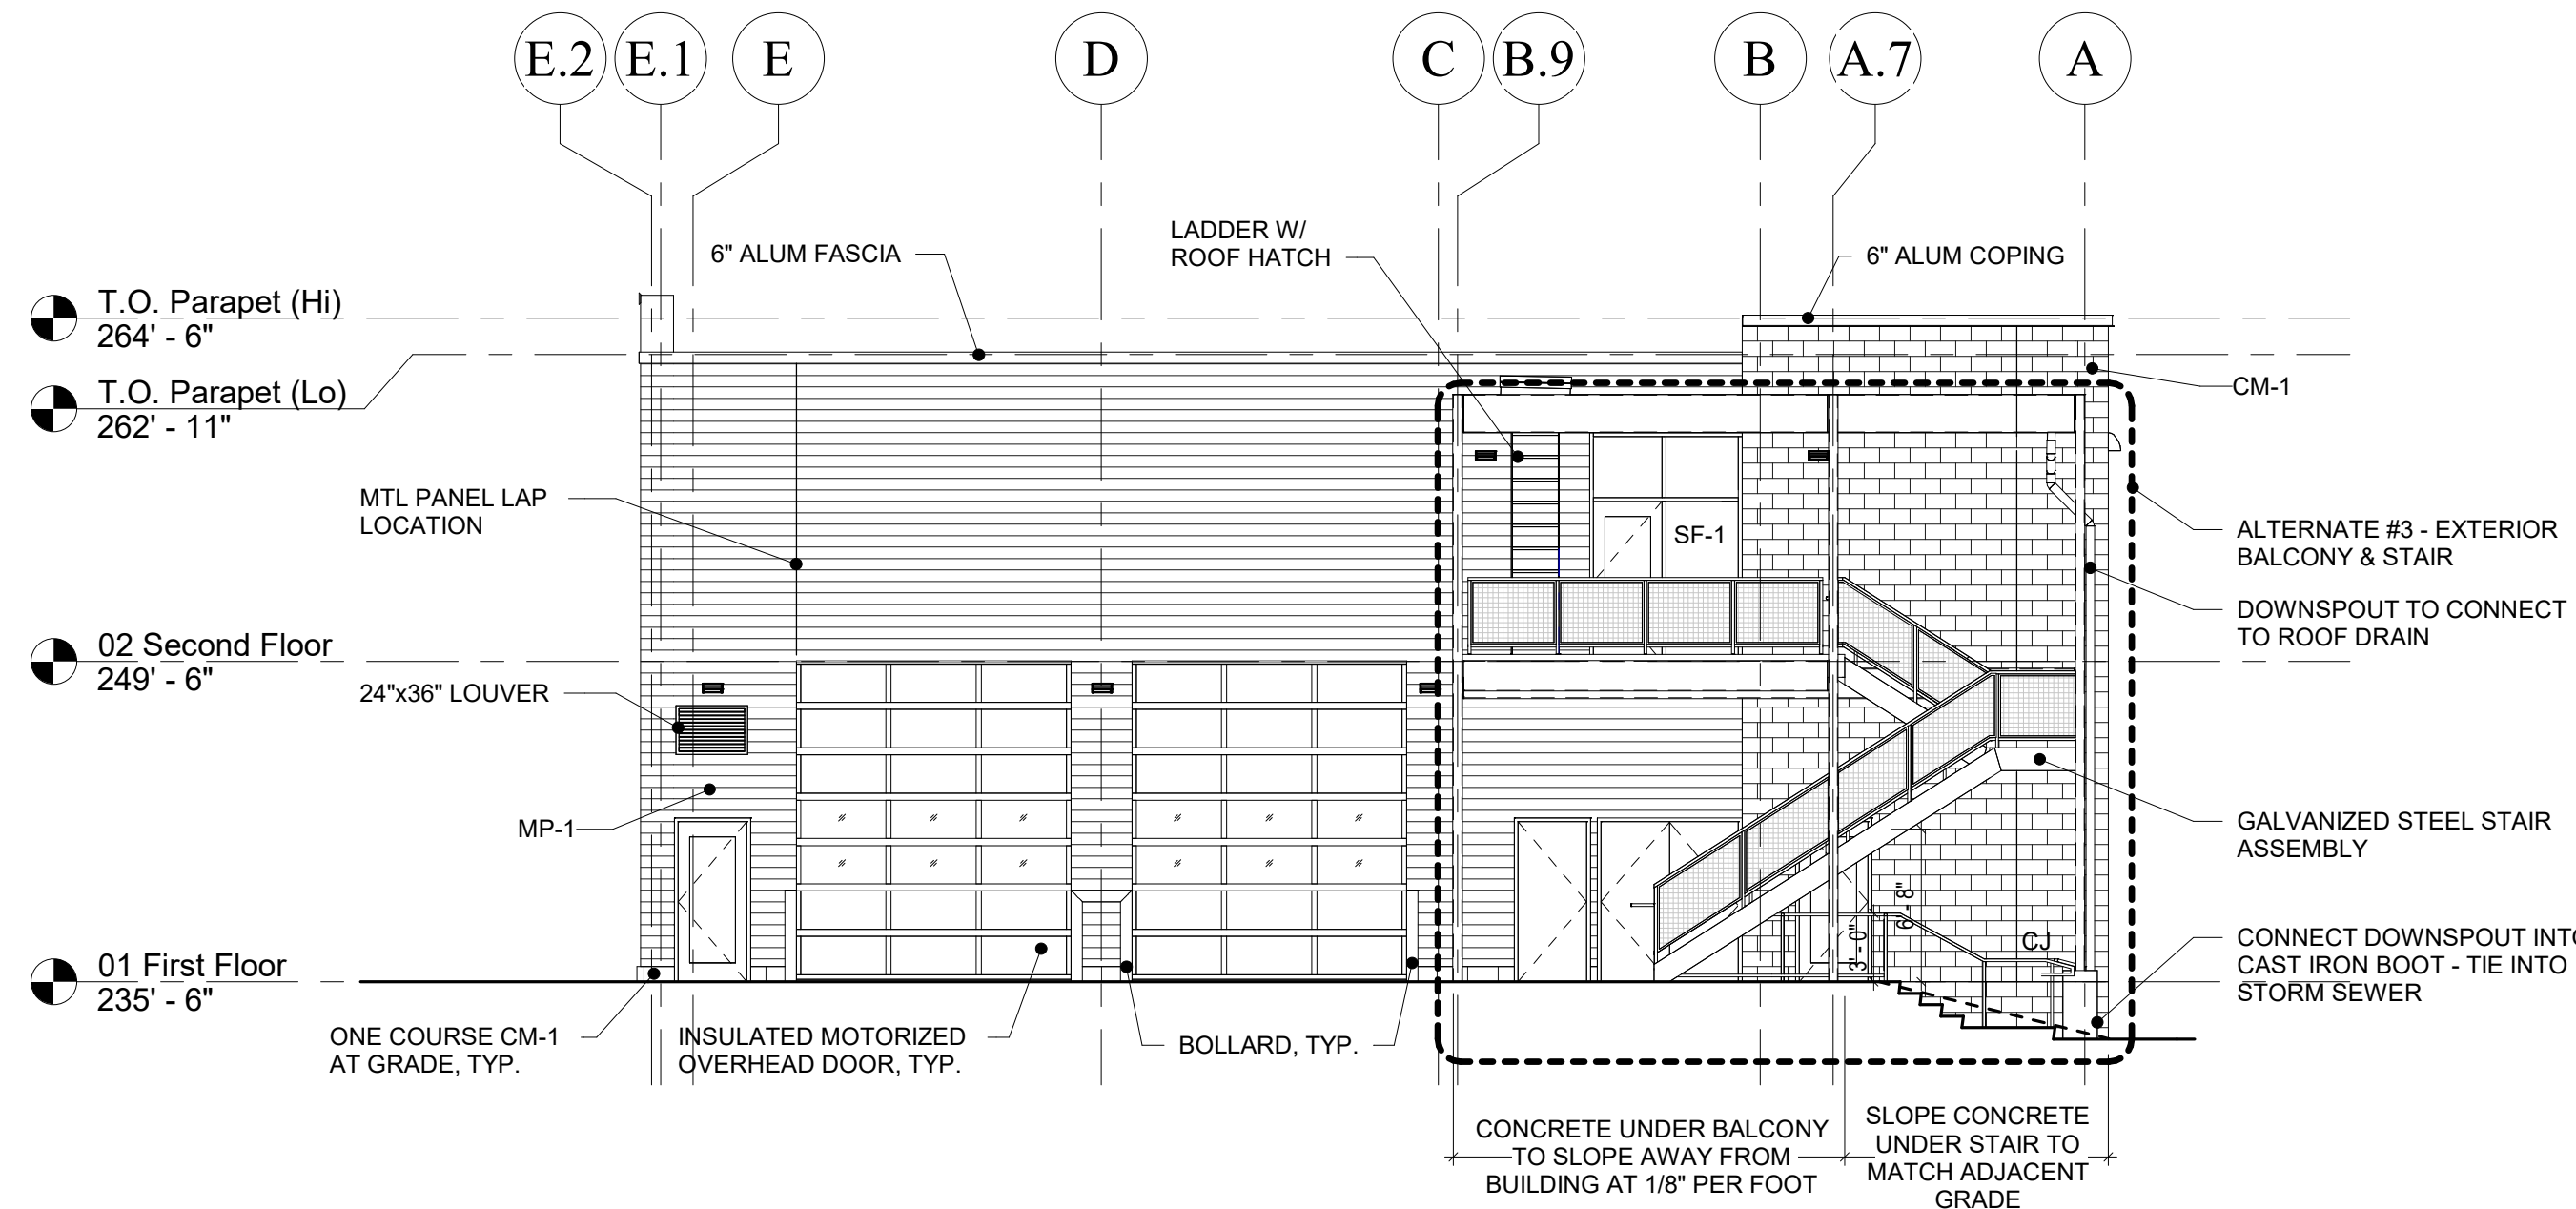 E.2 E.1 E D C B.9 B A.7 A
6" ALUM FASCIA
LADDER W/
ROOF HATCH
6" ALUM COPING
T.O. Parapet (Hi)
264' - 6"
T.O. Parapet (Lo)
262' - 11"
CM-1
MTL PANEL LAP
LOCATION
SF-1
ALTERNATE #3 - EXTERIOR
BALCONY & STAIR
DOWNSPOUT TO CONNECT
TO ROOF DRAIN
02 Second Floor
249' - 6"
24"x36" LOUVER
MP-1
GALVANIZED STEEL STAIR
ASSEMBLY
6' - 8"
3' - 0"
CJ
CONNECT DOWNSPOUT INTO
CAST IRON BOOT - TIE INTO
STORM SEWER
01 First Floor
235' - 6"
ONE COURSE CM-1
AT GRADE, TYP.
INSULATED MOTORIZED
OVERHEAD DOOR, TYP.
BOLLARD, TYP.
CONCRETE UNDER BALCONY
TO SLOPE AWAY FROM
BUILDING AT 1/8" PER FOOT
SLOPE CONCRETE
UNDER STAIR TO
MATCH ADJACENT
GRADE